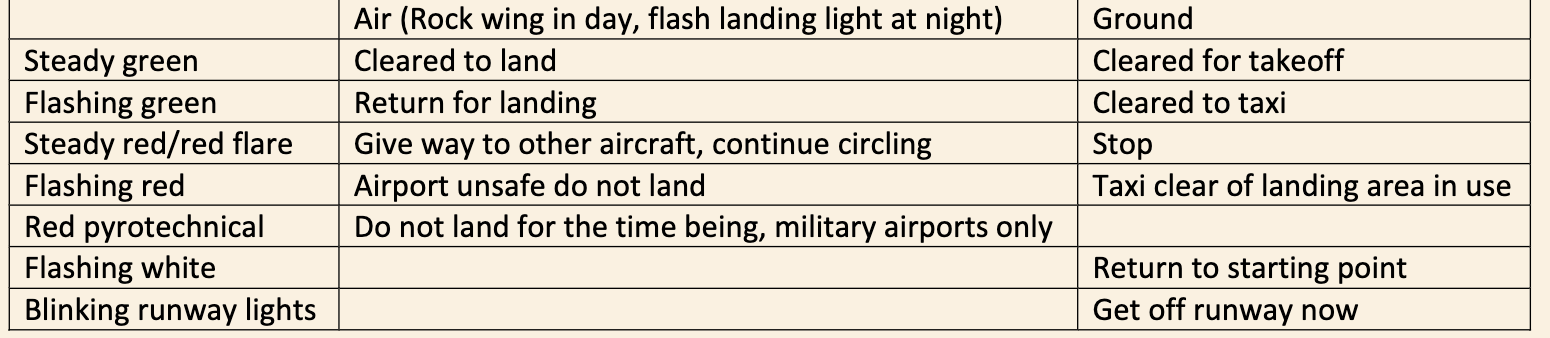 Air (Rock wing in day, flash landing light at night) Ground
Steady green Cleared to land Cleared for takeoff
Flashing green Return for landing Cleared to taxi
Steady red/red flare Give way to other aircraft, continue circling Stop
Flashing red Airport unsafe do not land Taxi clear of landing area in use
Red pyrotechnical Do not land for the time being, military airports only
Flashing white Return to starting point
Blinking runway lights Get off runway now